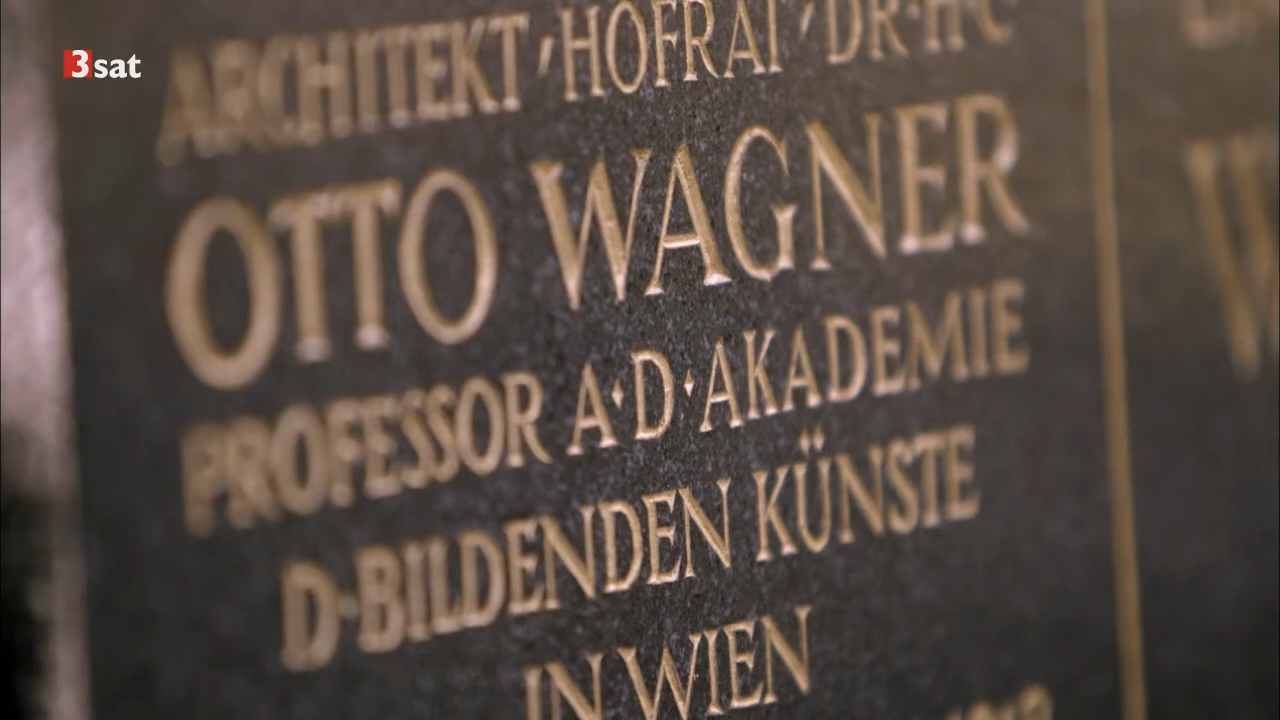 3sat
ARCHITEKT, HOFRAT, DR·H·C
OTTO WAGNER
PROFESSOR A·D·AKADEMIE
D·BILDENDEN KÜNSTE
IN WIEN